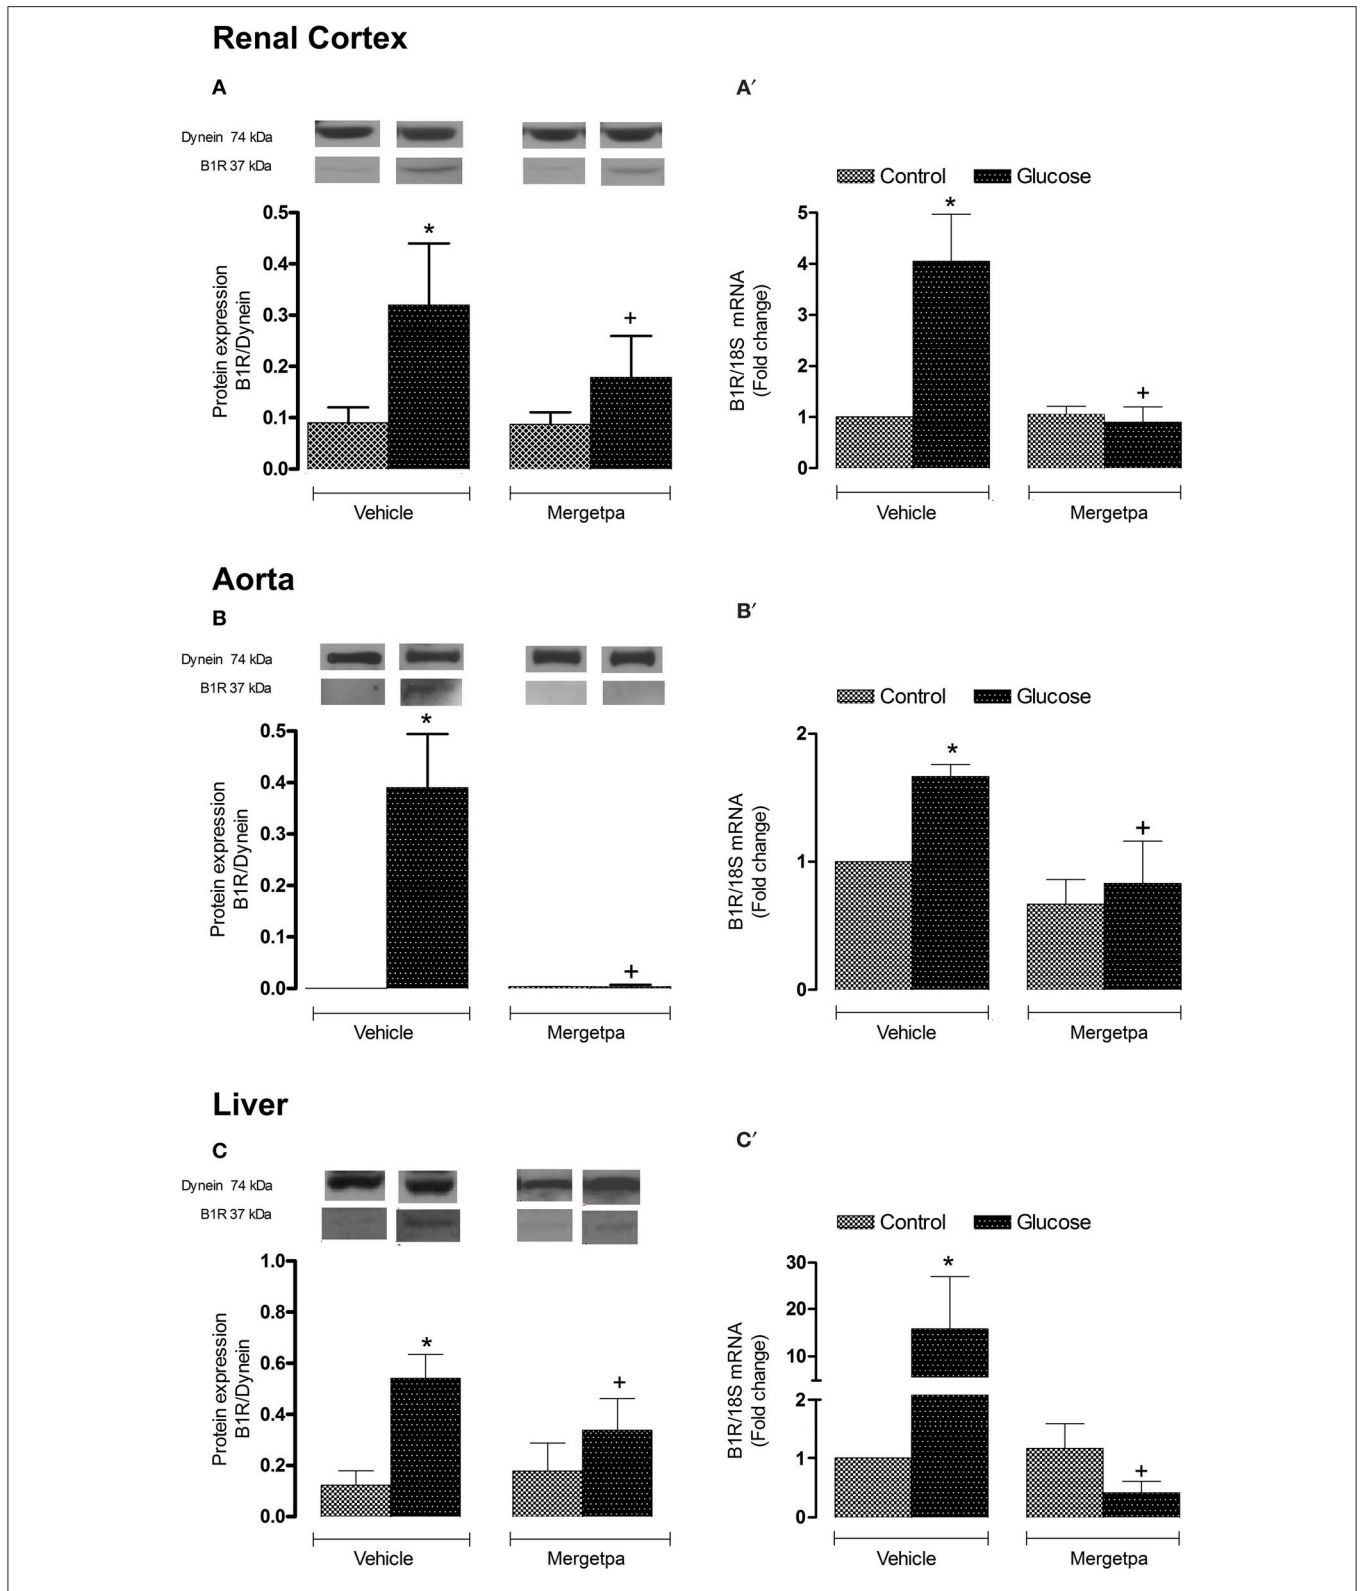 Renal Cortex
A
Dynein 74 kDa
B1R 37 kDa
0.5
0.4
0.3
0.2
0.1
0.0
Protein expression
B1R/Dynein
*
+
Vehicle
Mergetpa
A′
Control
Glucose
5
4
3
2
1
0
B1R/18S mRNA
(Fold change)
*
+
Vehicle
Mergetpa
Aorta
B
Dynein 74 kDa
B1R 37 kDa
0.5
0.4
0.3
0.2
0.1
0.0
Protein expression
B1R/Dynein
*
+
Vehicle
Mergetpa
B′
Control
Glucose
2
1
0
B1R/18S mRNA
(Fold change)
*
+
Vehicle
Mergetpa
Liver
C
Dynein 74 kDa
B1R 37 kDa
1.0
0.8
0.6
0.4
0.2
0.0
Protein expression
B1R/Dynein
*
+
Vehicle
Mergetpa
C′
Control
Glucose
30
20
10
2
1
0
B1R/18S mRNA
(Fold change)
*
+
Vehicle
Mergetpa